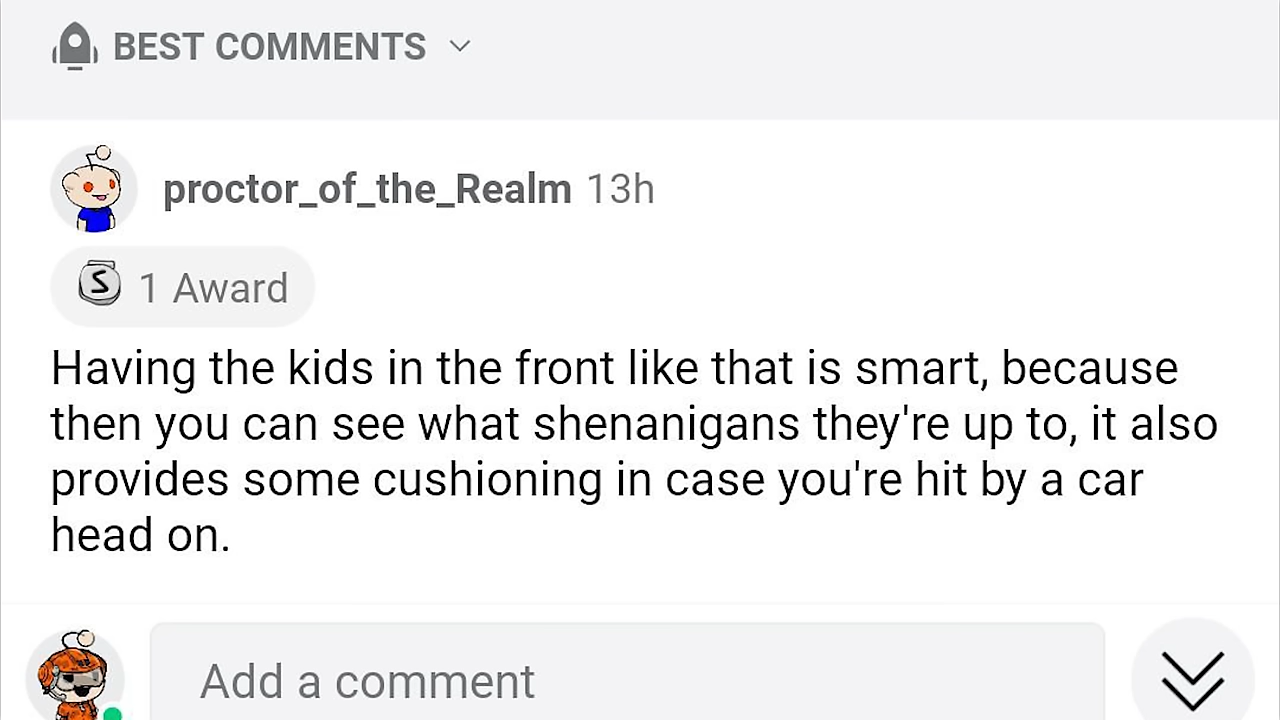 BEST COMMENTS
proctor_of_the_Realm 13h
S 1 Award
Having the kids in the front like that is smart, because
then you can see what shenanigans they're up to, it also
provides some cushioning in case you're hit by a car
head on.
Add a comment